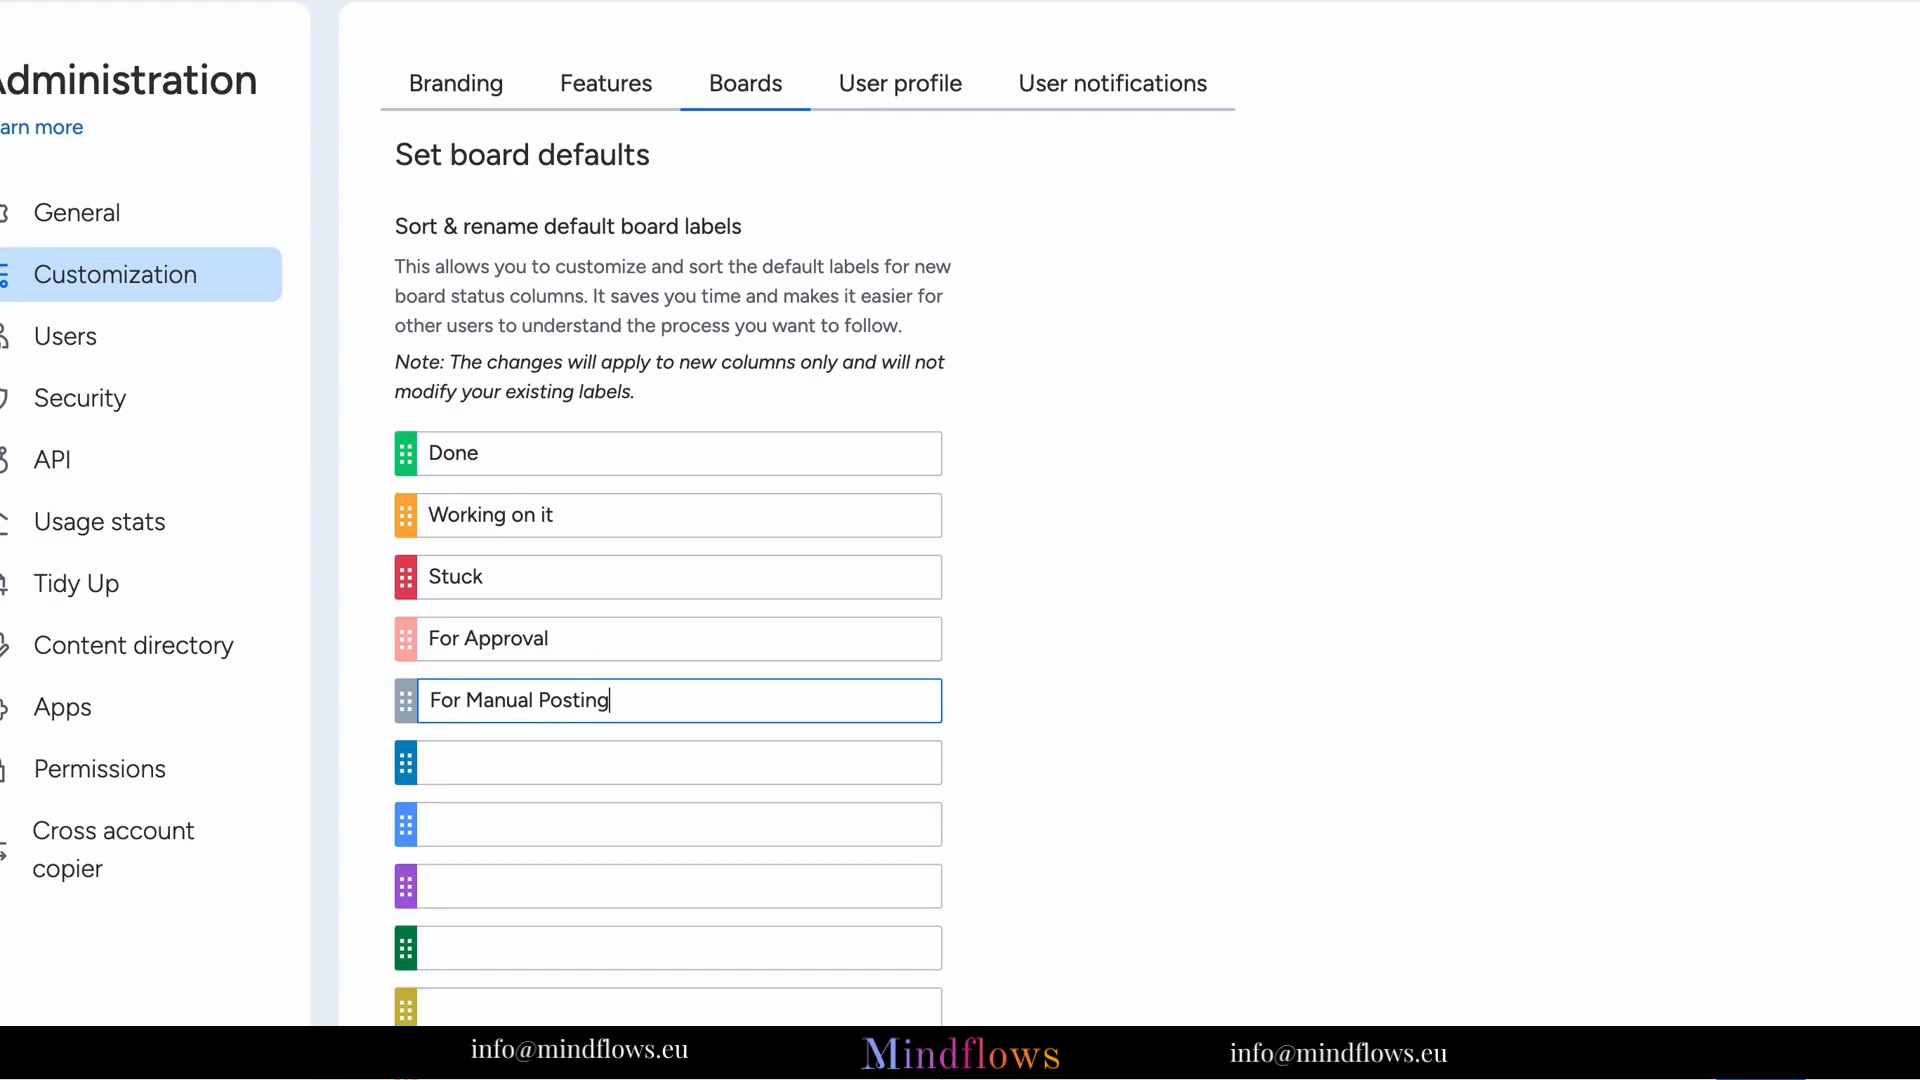 Administration
arn more
General
Customization
Users
Security
API
Usage stats
Tidy Up
Content directory
Apps
Permissions
Cross account
copier
Branding
Features
Boards
User profile
User notifications
Set board defaults
Sort & rename default board labels
This allows you to customize and sort the default labels for new
board status columns. It saves you time and makes it easier for
other users to understand the process you want to follow.
Note: The changes will apply to new columns only and will not
modify your existing labels.
Done
Working on it
Stuck
For Approval
For Manual Posting
info@mindflows.eu
Mindflows
info@mindflows.eu